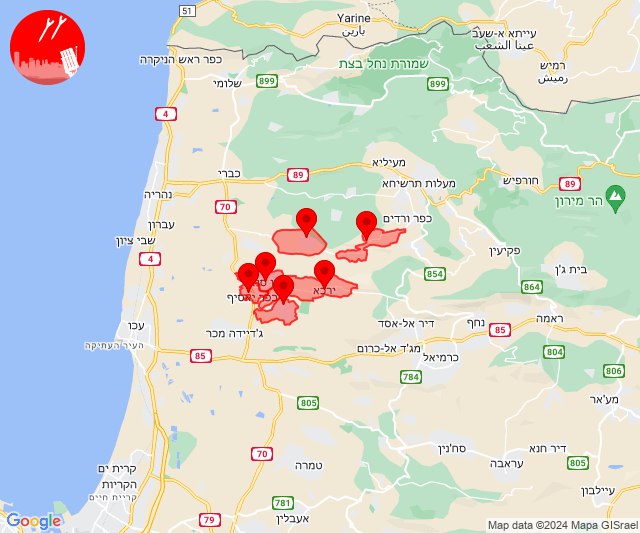 51
Yarine
يارين
עייתא א-שעב
عيتا الشعب
כפר ראש הניקרה
שמורת נחל בצת
רמיש
رميش
899
899
שלומי
4
מעיליא
89
כברי
חורפיש
89
נהריה
מעלות תרשיחא
הר מירון
70
כפר ורדים
עברון
שבי ציון
פקיעין
4
854
בית ג'ן
864
ירכא
עכו
העיר העתיקה
ג'דיידה מכר
דיר אל-אסד
נחף
ראמה
85
85
מג'ד אל-כרום
כרמיאל
804
784
806
805
מע'אר
70
סח'נין
דיר חנא
קרית ים
טמרה
עראבה
805
הקריות
קריית חיים
עיילבון
781
79
אעבלין
Google
Map data ©2024 Mapa GISrael